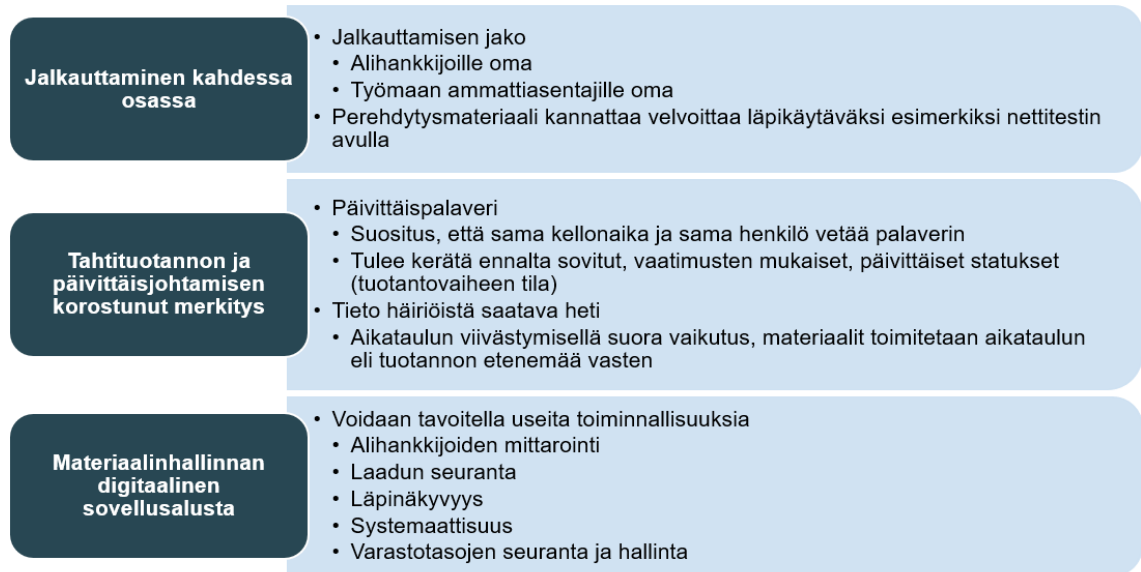 Jalkauttaminen kahdessa
osassa
• Jalkauttamisen jako
• Alihankkijoille oma
• Työmaan ammattiasentajille oma
• Perehdytysmateriaali kannattaa velvoittaa läpikäytäväksi esimerkiksi nettitestin
avulla
Tahtituotannon ja
päivittäisjohtamisen
korostunut merkitys
• Päivittäispalaveri
• Suositus, että sama kellonaika ja sama henkilö vetää palaverin
• Tulee kerätä ennalta sovitut, vaatimusten mukaiset, päivittäiset statukset
(tuotantovaiheen tila)
• Tieto häiriöistä saatava heti
• Aikataulun viivästymisellä suora vaikutus, materiaalit toimitetaan aikataulun
eli tuotannon etenemää vasten
Materiaalinhallinnan
digitaalinen
sovellusalusta
• Voidaan tavoitella useita toiminnallisuuksia
• Alihankkijoiden mittarointi
• Laadun seuranta
• Läpinäkyvyys
• Systemaattisuus
• Varastotasojen seuranta ja hallinta